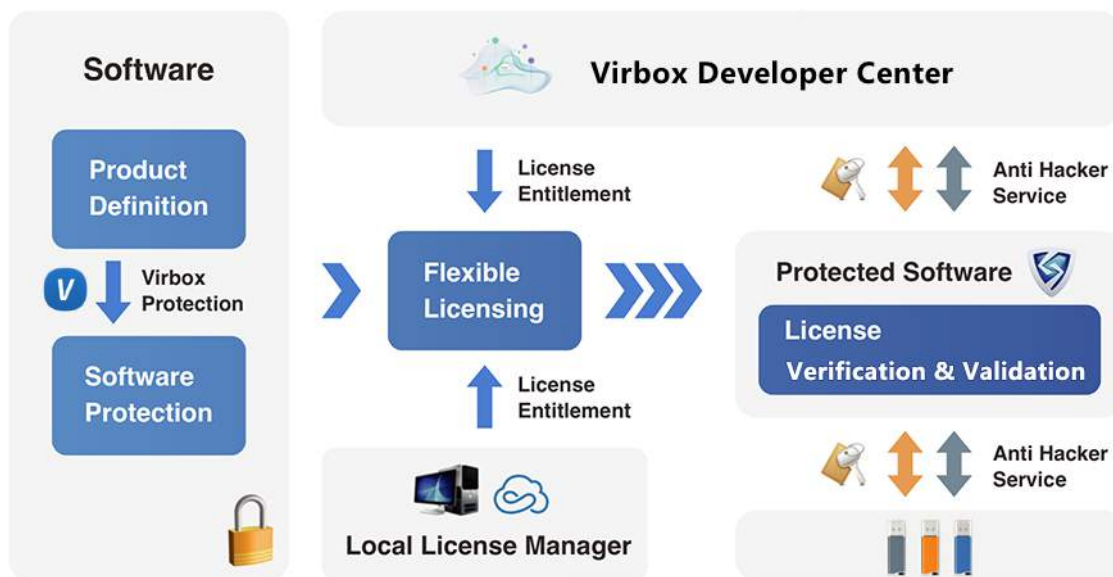 Software
Product
Definition
V
Virbox
Protection
Software
Protection
Virbox Developer Center
License
Entitlement
Flexible
Licensing
License
Entitlement
Local License Manager
Anti Hacker
Service
Protected Software
License
Verification & Validation
Anti Hacker
Service